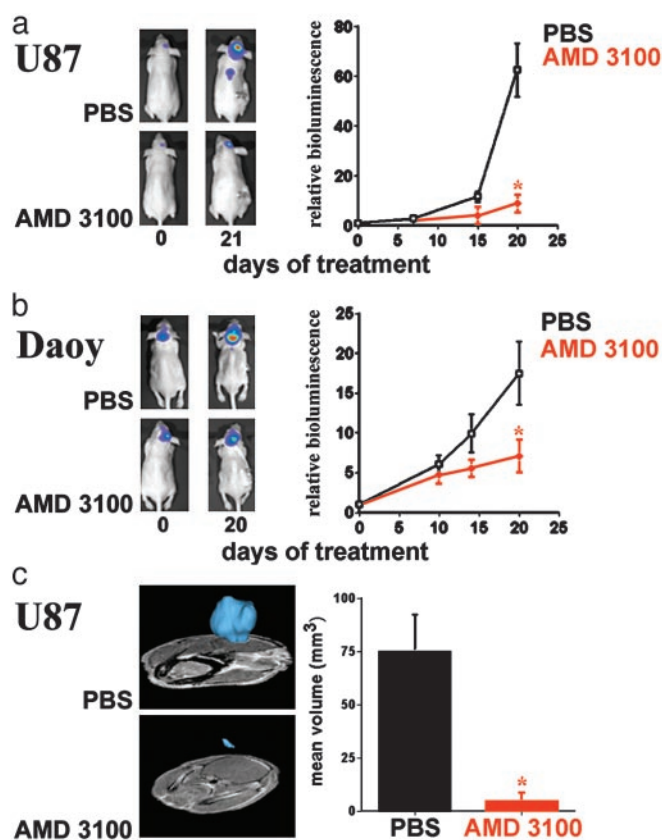 a
U87
PBS
AMD 3100
0 21
days of treatment
relative bioluminescence
80
60
40
20
0
0 5 10 15 20 25
PBS
AMD 3100
*
b
Daoy
PBS
AMD 3100
0 20
days of treatment
relative bioluminescence
25
20
15
10
5
0
0 5 10 15 20 25
PBS
AMD 3100
*
c
U87
PBS
AMD 3100
mean volume (mm³)
100
75
50
25
0
*
PBS AMD 3100